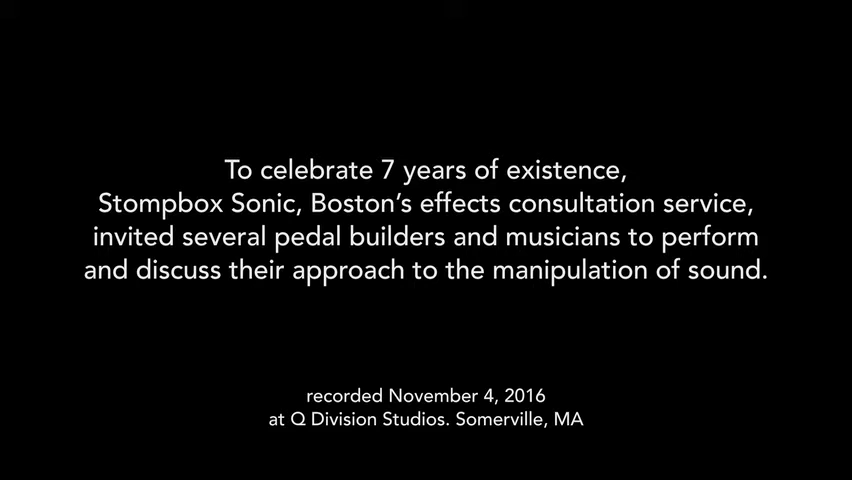 To celebrate 7 years of existence,
Stompbox Sonic, Boston's effects consultation service,
invited several pedal builders and musicians to perform
and discuss their approach to the manipulation of sound.
recorded November 4, 2016
at Q Division Studios. Somerville, MA